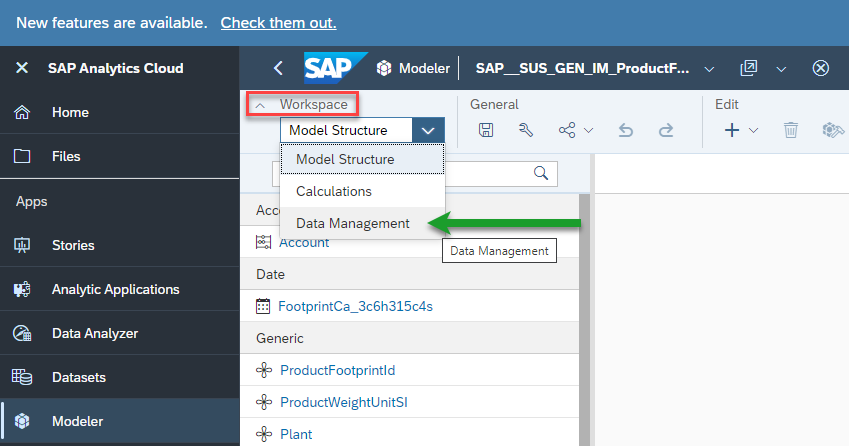 New features are available. Check them out.
SAP Analytics Cloud
SAP
Modeler
SAP__SUS_GEN_IM_ProductF...
Home
Files
Apps
Stories
Analytic Applications
Data Analyzer
Datasets
Modeler
Workspace
General
Edit
Model Structure
Model Structure
Calculations
Data Management
Data Management
Acc
Account
Date
FootprintCa_3c6h315c4s
Generic
ProductFootprintId
ProductWeightUnitSI
Plant